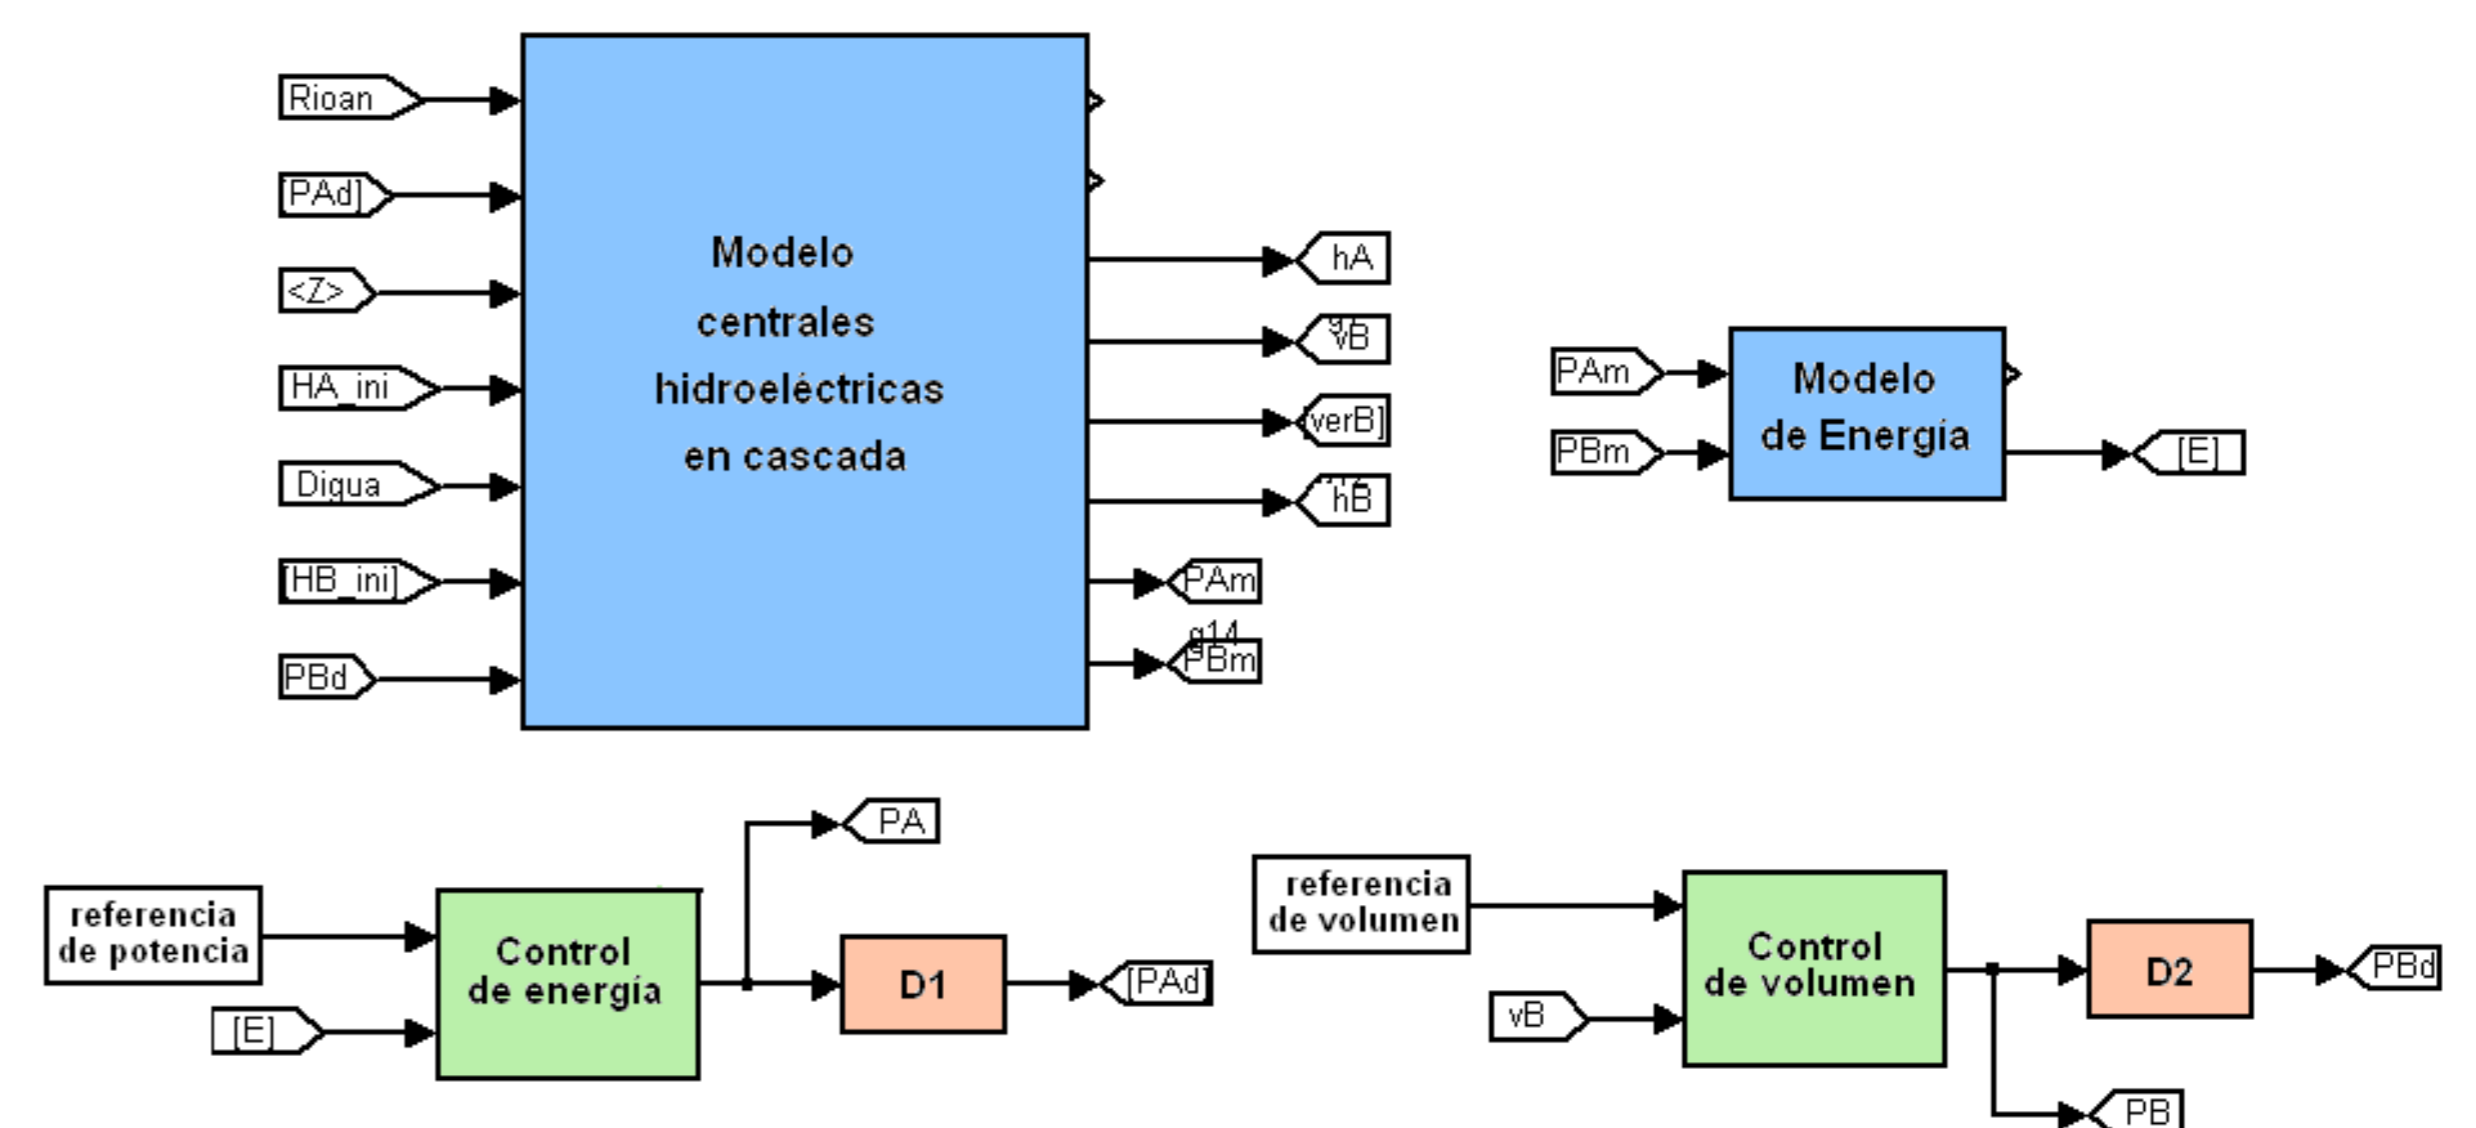 Rioan
[PAd]
<Z>
HA_ini
Digua
[HB_ini]
PBd
Modelo
centrales
hidroeléctricas
en cascada
hA
vB
[verB]
hB
PAm
g14
PBm
PAm
PBm
Modelo
de Energía
[E]
referencia
de potencia
[E]
Control
de energía
PA
D1
[PAd]
referencia
de volumen
vB
Control
de volumen
D2
PBd
PB